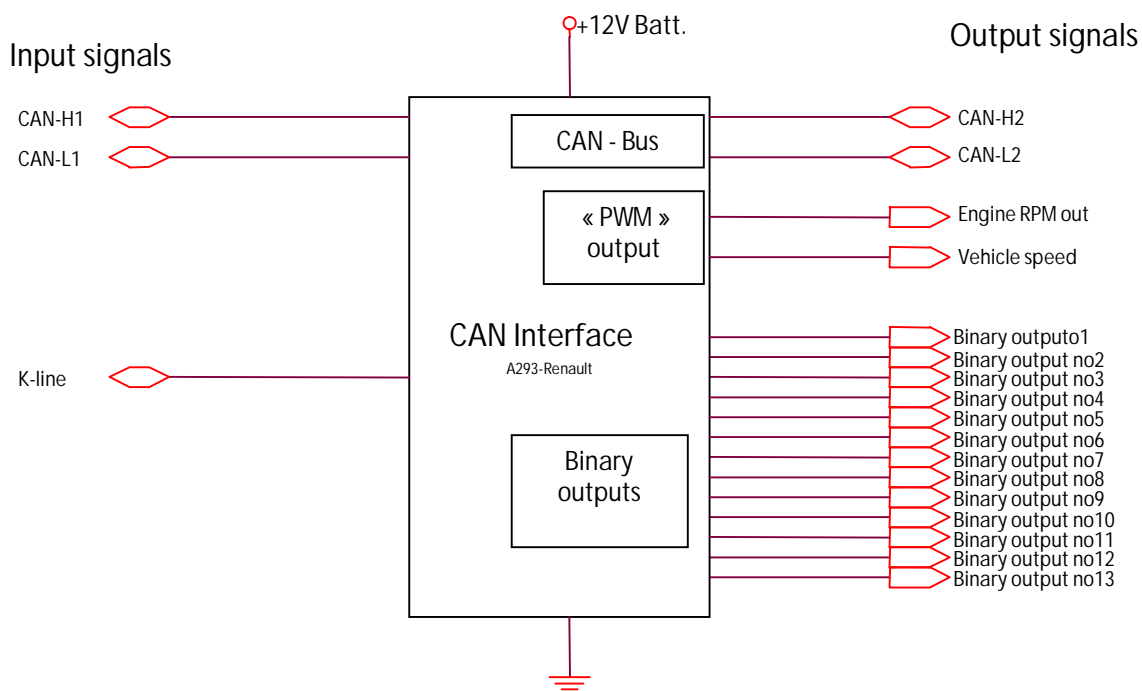 +12V Batt.
Input signals
Output signals
CAN-H1
CAN-L1
K-line
CAN - Bus
« PWM »
output
CAN Interface
A293-Renault
Binary
outputs
CAN-H2
CAN-L2
Engine RPM out
Vehicle speed
Binary outputo1
Binary output no2
Binary output no3
Binary output no4
Binary output no5
Binary output no6
Binary output no7
Binary output no8
Binary output no9
Binary output no10
Binary output no11
Binary output no12
Binary output no13